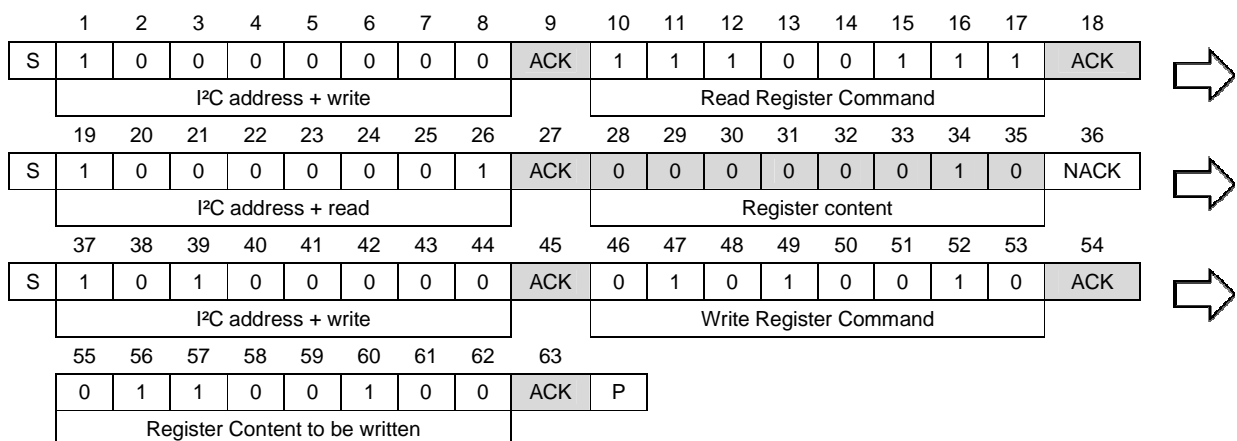 1 2 3 4 5 6 7 8 9 10 11 12 13 14 15 16 17 18
S 1 0 0 0 0 0 0 0 ACK 1 1 1 0 0 1 1 1 ACK
I²C address + write Read Register Command
19 20 21 22 23 24 25 26 27 28 29 30 31 32 33 34 35 36
S 1 0 0 0 0 0 0 1 ACK 0 0 0 0 0 0 1 0 NACK
I²C address + read Register content
37 38 39 40 41 42 43 44 45 46 47 48 49 50 51 52 53 54
S 1 0 1 0 0 0 0 0 ACK 0 1 0 1 0 0 1 0 ACK
I²C address + write Write Register Command
55 56 57 58 59 60 61 62 63
0 1 1 0 0 1 0 0 ACK P
Register Content to be written